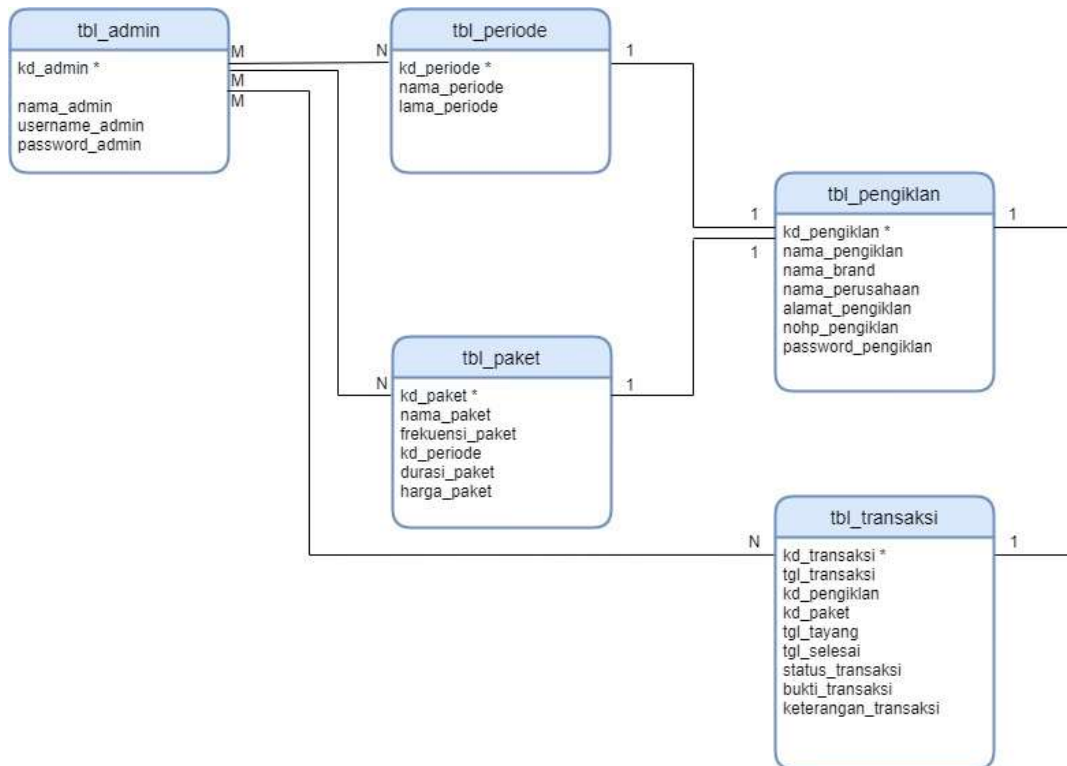 tbl_admin
kd_admin *
nama_admin
username_admin
password_admin
M
M
M
N
tbl_periode
kd_periode *
nama_periode
lama_periode
1
1
1
tbl_pengiklan
kd_pengiklan *
nama_pengiklan
nama_brand
nama_perusahaan
alamat_pengiklan
nohp_pengiklan
password_pengiklan
1
N
tbl_paket
kd_paket *
nama_paket
frekuensi_paket
kd_periode
durasi_paket
harga_paket
1
N
tbl_transaksi
kd_transaksi *
tgl_transaksi
kd_pengiklan
kd_paket
tgl_tayang
tgl_selesai
status_transaksi
bukti_transaksi
keterangan_transaksi
1